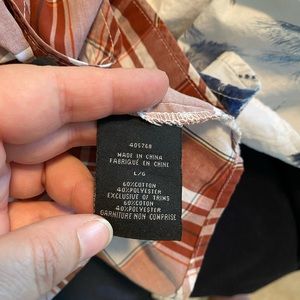 405768
MADE IN CHINA
FABRIQUÉ EN CHINE
L/G
60%COTTON
40%POLYESTER
EXCLUSIVE OF TRIMS
60%COTON
40%POLYESTER
GARNITURE NON COMPRISE